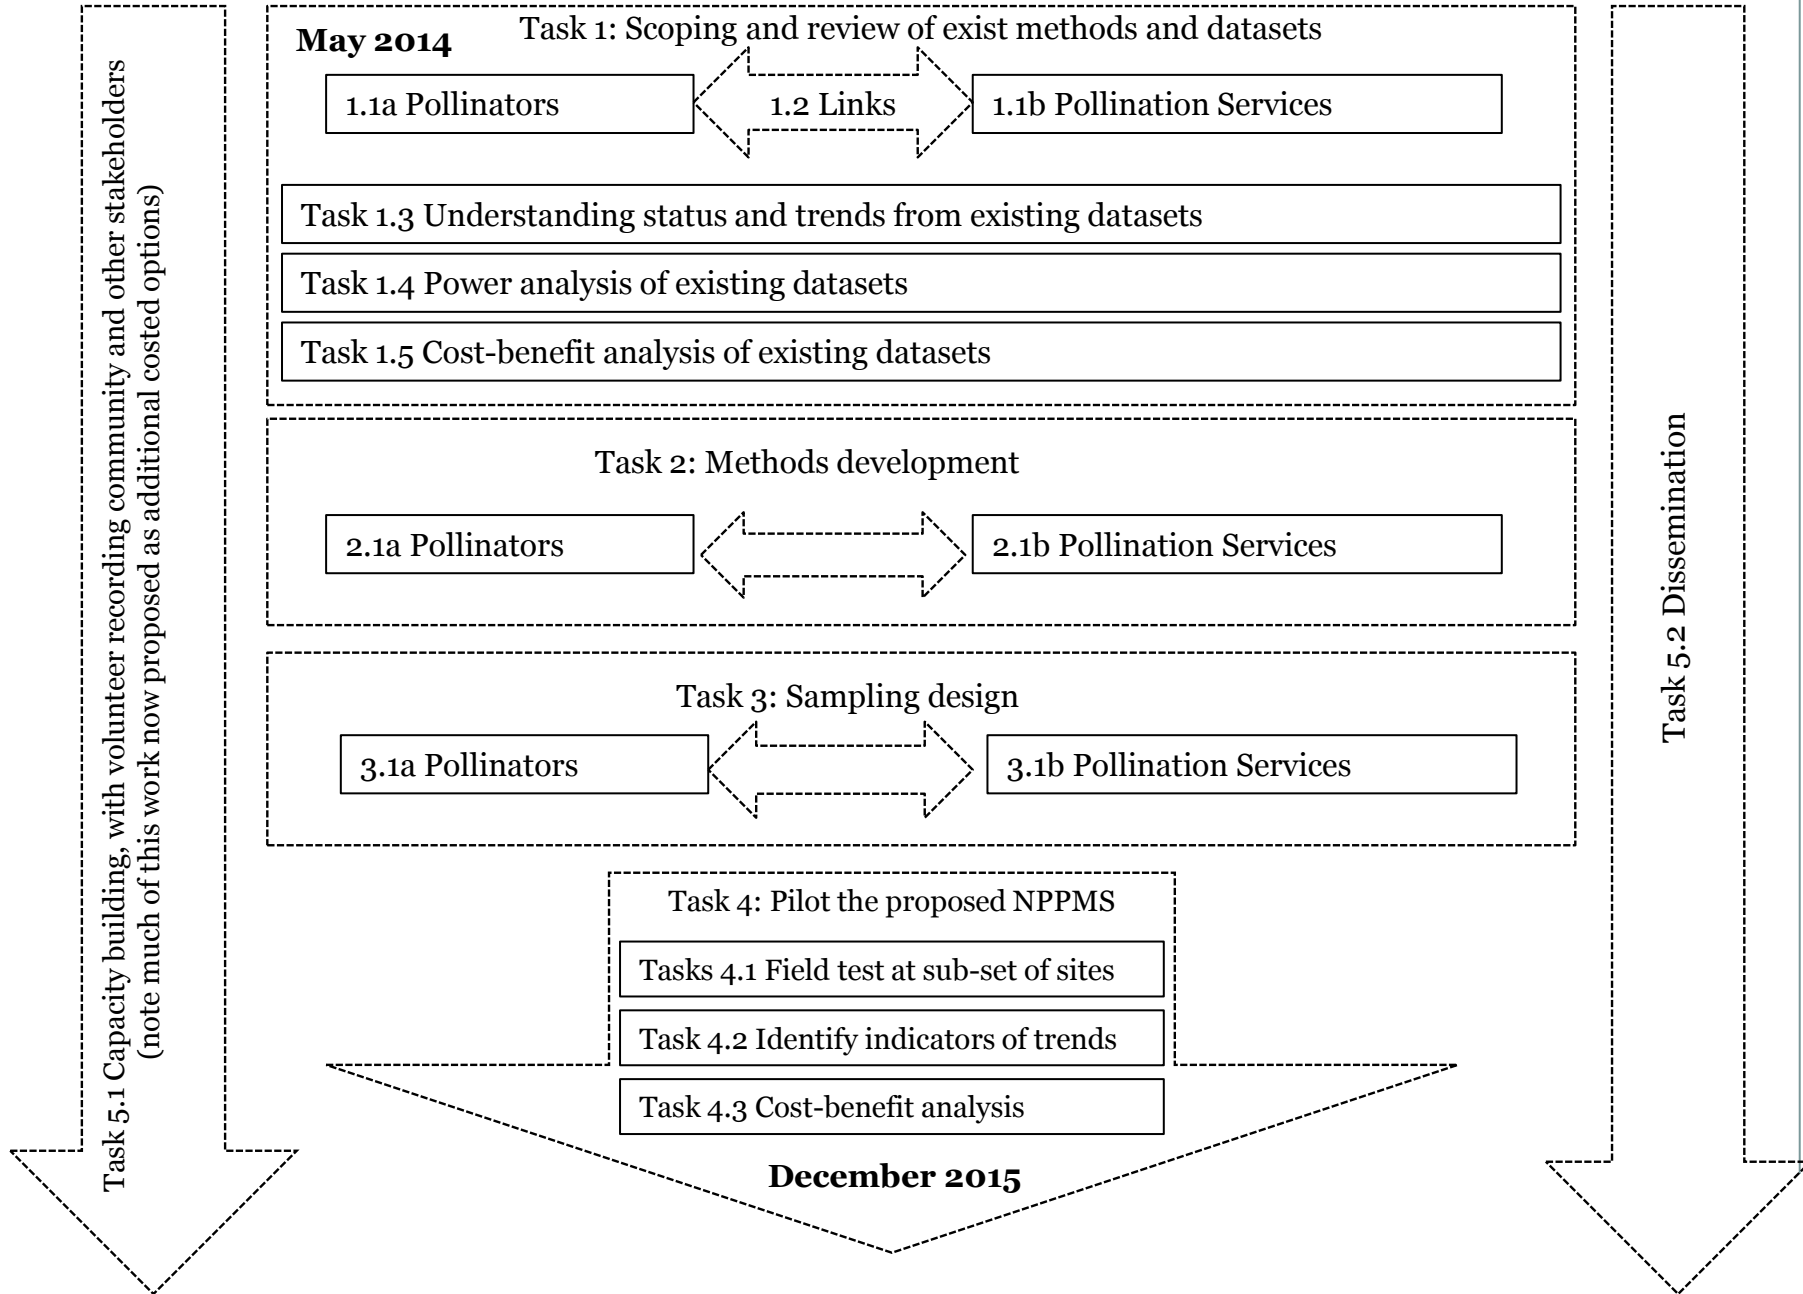 May 2014
Task 1: Scoping and review of exist methods and datasets
1.1a Pollinators
1.2 Links
1.1b Pollination Services
Task 1.3 Understanding status and trends from existing datasets
Task 1.4 Power analysis of existing datasets
Task 1.5 Cost-benefit analysis of existing datasets
Task 2: Methods development
2.1a Pollinators
2.1b Pollination Services
Task 3: Sampling design
3.1a Pollinators
3.1b Pollination Services
Task 4: Pilot the proposed NPPMS
Tasks 4.1 Field test at sub-set of sites
Task 4.2 Identify indicators of trends
Task 4.3 Cost-benefit analysis
December 2015
Task 5.1 Capacity building, with volunteer recording community and other stakeholders
(note much of this work now proposed as additional costed options)
Task 5.2 Dissemination